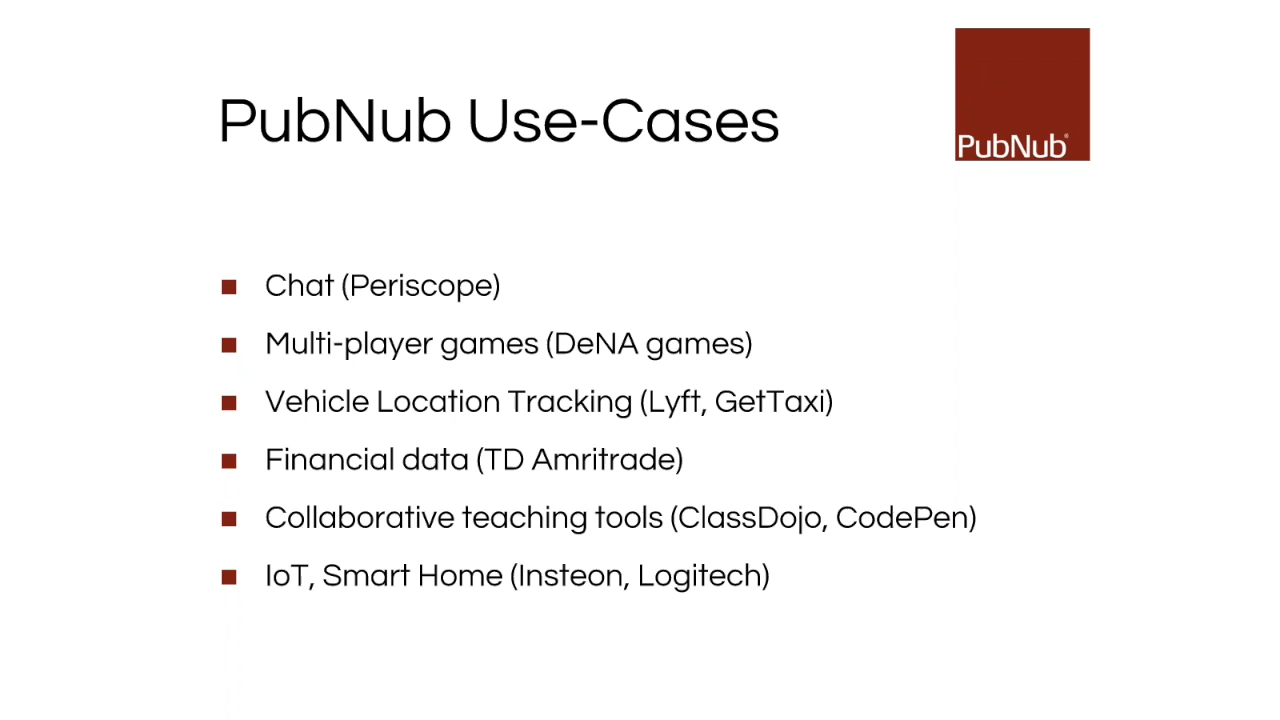 PubNub Use-Cases
PubNub®
Chat (Periscope)
Multi-player games (DeNA games)
Vehicle Location Tracking (Lyft, GetTaxi)
Financial data (TD Amritrade)
Collaborative teaching tools (ClassDojo, CodePen)
IoT, Smart Home (Insteon, Logitech)